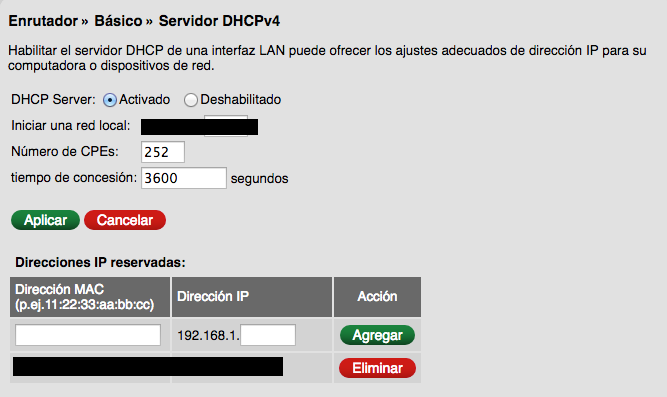 Enrutador » Básico » Servidor DHCPv4
Habilitar el servidor DHCP de una interfaz LAN puede ofrecer los ajustes adecuados de dirección IP para su
computadora o dispositivos de red.
DHCP Server: Activado Deshabilitado
Iniciar una red local:
Número de CPEs: 252
tiempo de concesión: 3600 segundos
Aplicar Cancelar
Direcciones IP reservadas:
Dirección MAC
(p.ej.11:22:33:aa:bb:cc) Dirección IP Acción
192.168.1. Agregar
Eliminar